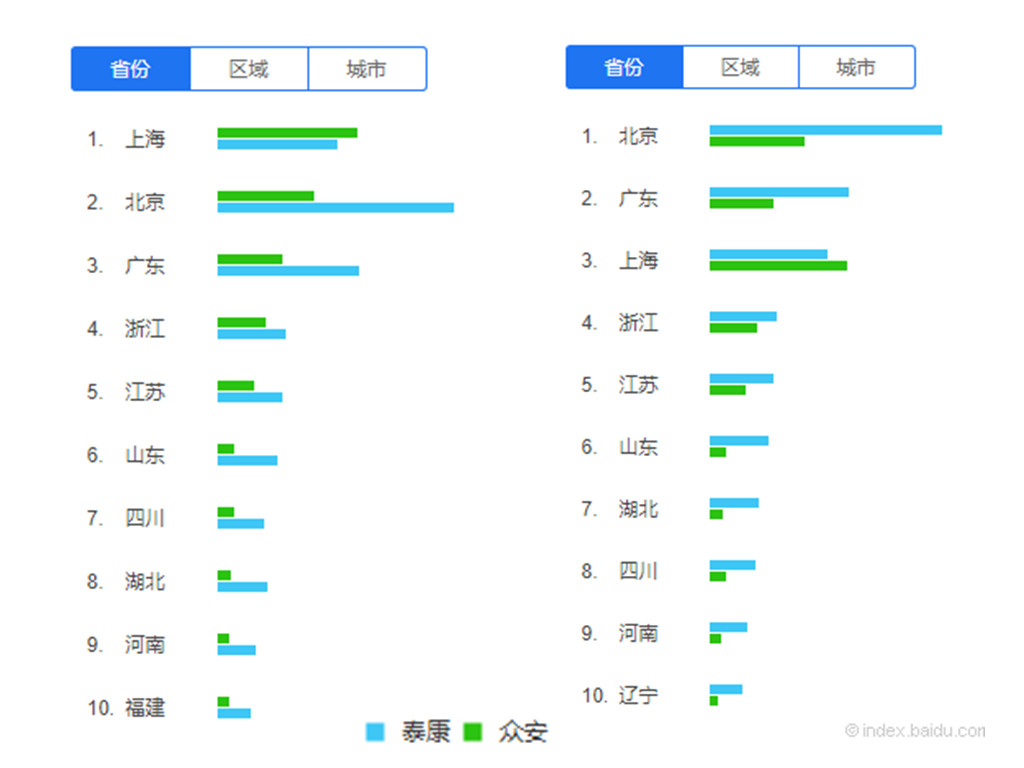 省份 区域 城市
1. 上海
2. 北京
3. 广东
4. 浙江
5. 江苏
6. 山东
7. 四川
8. 湖北
9. 河南
10. 福建
省份 区域 城市
1. 北京
2. 广东
3. 上海
4. 浙江
5. 江苏
6. 山东
7. 湖北
8. 四川
9. 河南
10. 辽宁
泰康 众安
© index.baidu.com